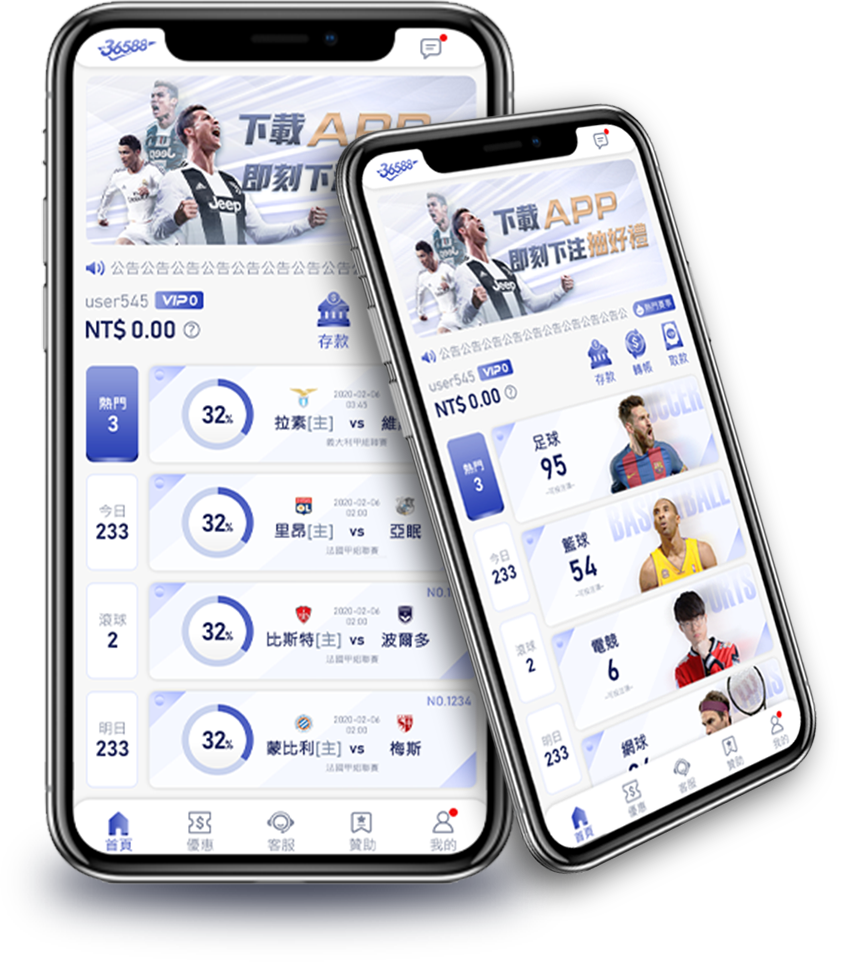 36588
下載APP
即刻下注
Jeep
公告公告公告公告公告公告公告公告
user545 VIP 0
NT$ 0.00 ?
存款
熱門
3
32%
2020-02-06
03:45
拉素[主] vs 維
義大利甲組聯賽
今日
233
32%
2020-02-06
02:00
里昂[主] vs 亞眠
法國甲組聯賽
滾球
2
NO.1
32%
2020-02-06
02:00
比斯特[主] vs 波爾多
法國甲組聯賽
明日
233
NO.1234
32%
2020-02-06
02:00
蒙比利[主] vs 梅斯
法國甲組聯賽
首頁 優惠 客服 贊助 我的
36588
下載APP
即刻下注抽好禮
Jeep
公告公告公告公告公告公告公告公告公
熱門賽事
user545 VIP 0
NT$ 0.00 ?
存款 轉帳 取款
熱門
3
足球
95
SOCCER
今日
233
籃球
54
BASKETBALL
滾球
2
電競
6
明日
233
網球
首頁 優惠 客服 贊助 我的